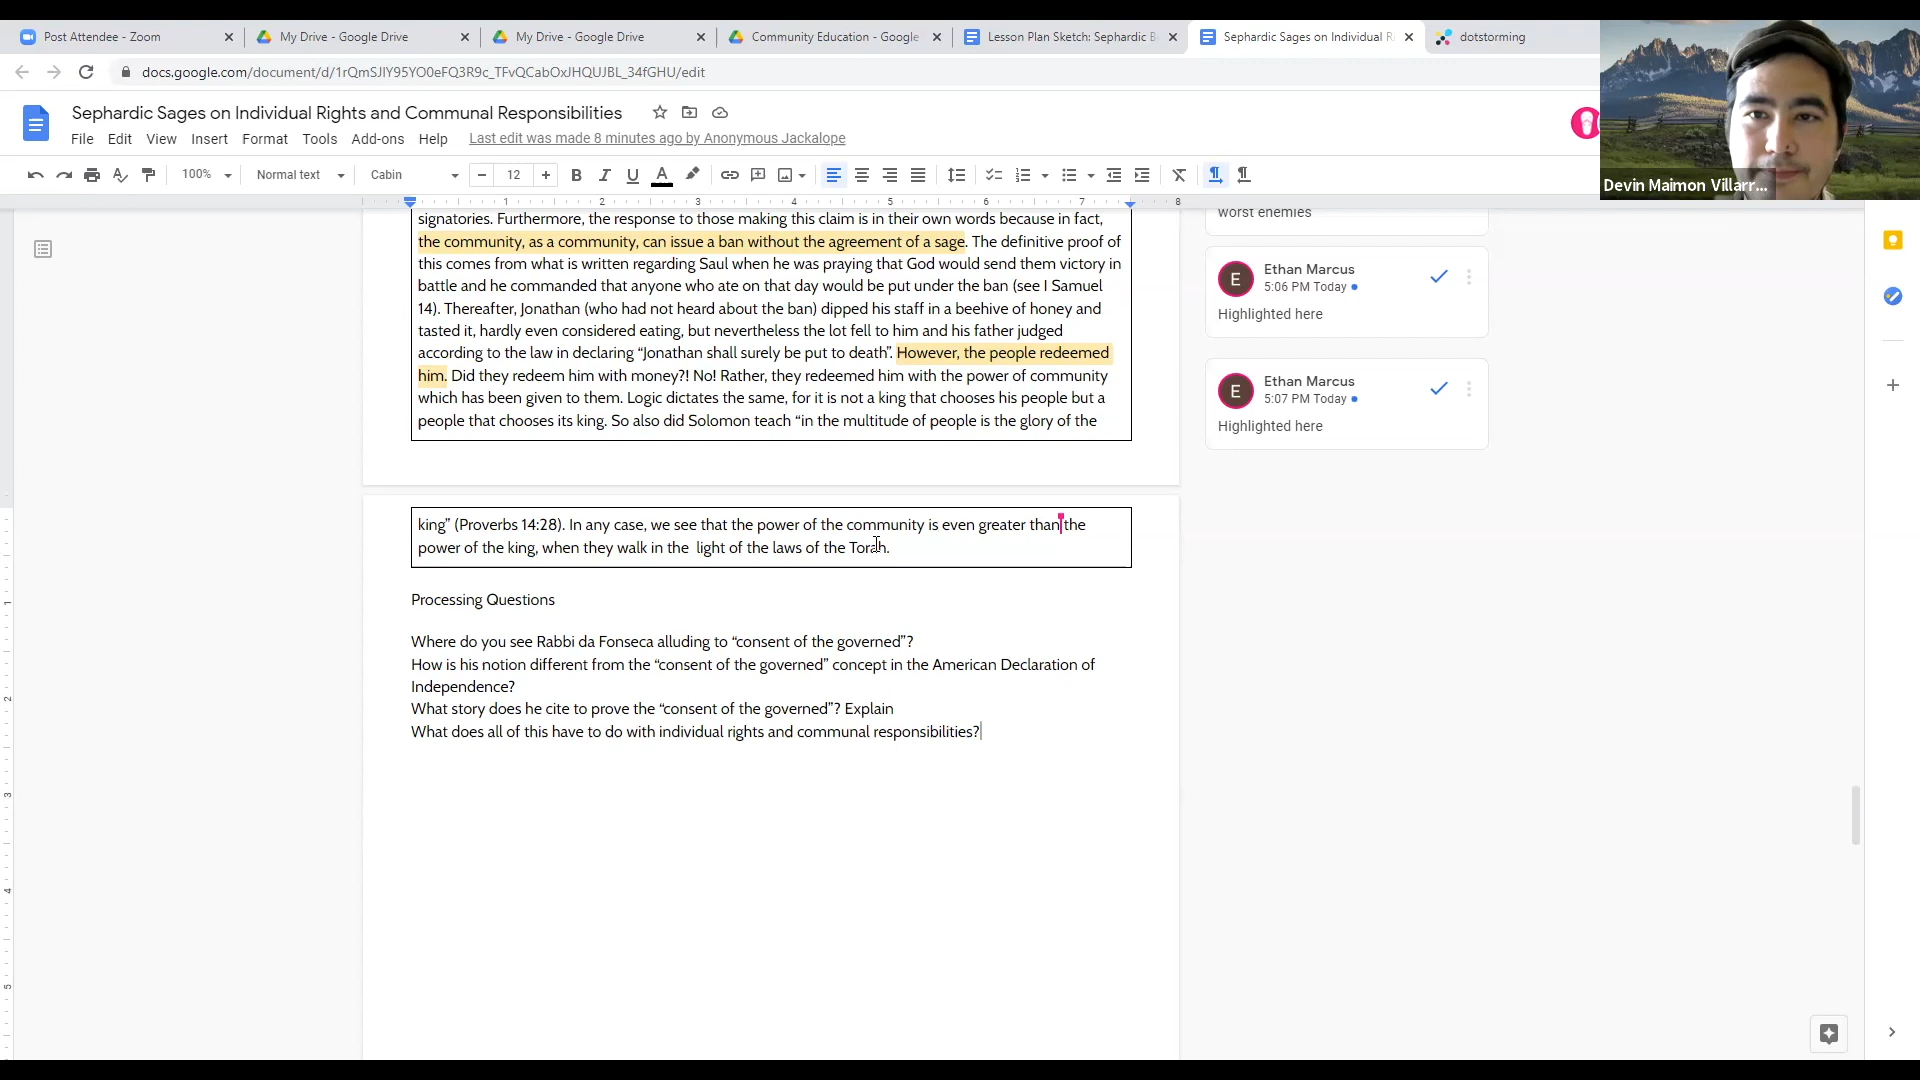 Post Attendee - Zoom
My Drive - Google Drive
My Drive - Google Drive
Community Education - Google
Lesson Plan Sketch: Sephardic B
Sephardic Sages on Individual R
dotstorming
docs.google.com/document/d/1rQmSJlY95YO0eFQ3R9c_TFvQCabOxJHQUJBL_34fGHU/edit
Sephardic Sages on Individual Rights and Communal Responsibilities
File Edit View Insert Format Tools Add-ons Help Last edit was made 8 minutes ago by Anonymous Jackalope
Devin Maimon Villarr...
100% Normal text Cabin 12 B I U A
1 2 3 4 5 6 7 8
signatories. Furthermore, the response to those making this claim is in their own words because in fact,
the community, as a community, can issue a ban without the agreement of a sage. The definitive proof of
this comes from what is written regarding Saul when he was praying that God would send them victory in
battle and he commanded that anyone who ate on that day would be put under the ban (see I Samuel
14). Thereafter, Jonathan (who had not heard about the ban) dipped his staff in a beehive of honey and
tasted it, hardly even considered eating, but nevertheless the lot fell to him and his father judged
according to the law in declaring “Jonathan shall surely be put to death”. However, the people redeemed
him. Did they redeem him with money?! No! Rather, they redeemed him with the power of community
which has been given to them. Logic dictates the same, for it is not a king that chooses his people but a
people that chooses its king. So also did Solomon teach “in the multitude of people is the glory of the
king” (Proverbs 14:28). In any case, we see that the power of the community is even greater than the
power of the king, when they walk in the light of the laws of the Torah.
Processing Questions
Where do you see Rabbi da Fonseca alluding to “consent of the governed”?
How is his notion different from the “consent of the governed” concept in the American Declaration of
Independence?
What story does he cite to prove the “consent of the governed”? Explain
What does all of this have to do with individual rights and communal responsibilities?
worst enemies
E
Ethan Marcus
5:06 PM Today
Highlighted here
E
Ethan Marcus
5:07 PM Today
Highlighted here
1
2
3
4
5